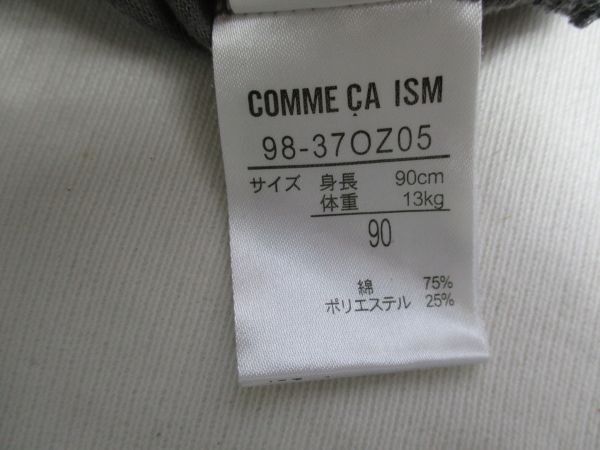 COMME ÇA ISM
98-37OZ05
サイズ 身長 90cm
体重 13kg
90
綿 75%
ポリエステル 25%